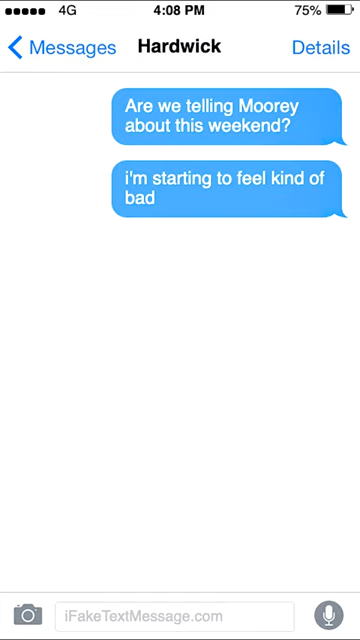 4G 4:08 PM 75%
Messages Hardwick Details
Are we telling Moorey
about this weekend?
i'm starting to feel kind of
bad
iFakeTextMessage.com